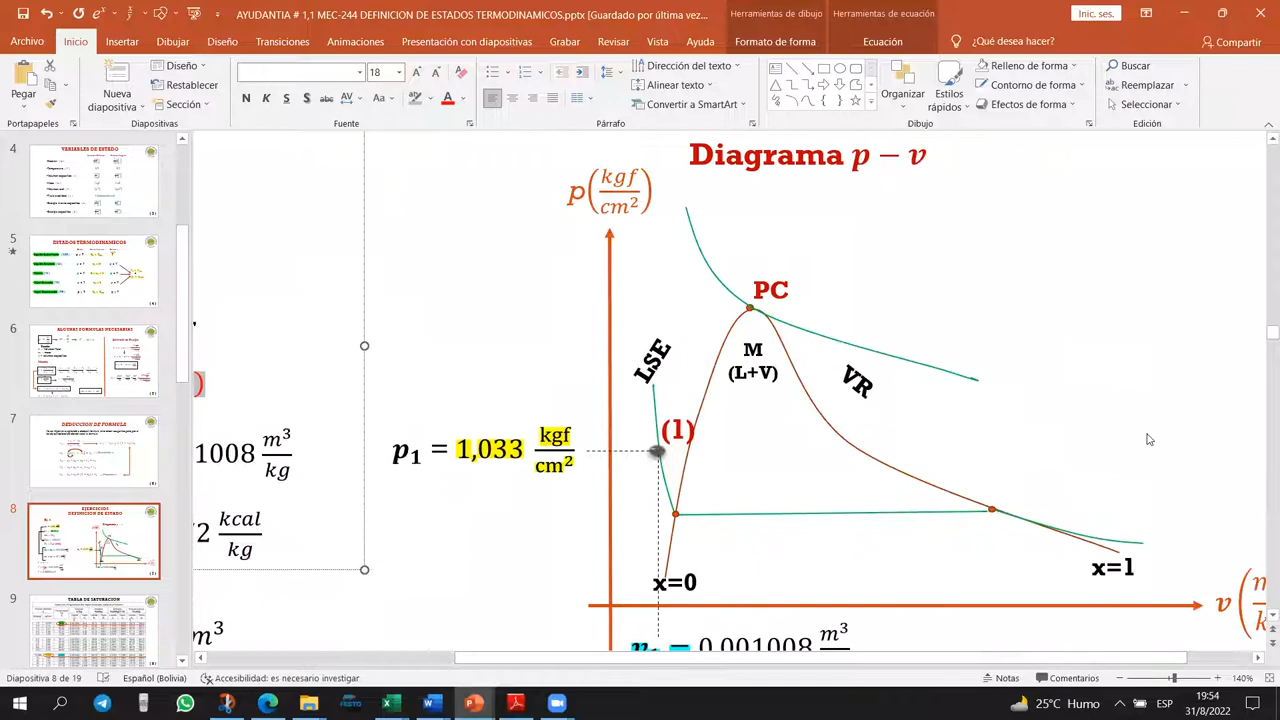 AYUDANTIA # 1,1 MEC-244 DEFINICION DE ESTADOS TERMODINAMICOS.pptx [Guardado por última vez...
Herramientas de dibujo
Herramientas de ecuación
Inic. ses.
Archivo Inicio Insertar Dibujar Diseño Transiciones Animaciones Presentación con diapositivas Grabar Revisar Vista Ayuda Formato de forma Ecuación ¿Qué desea hacer? Compartir
Pegar
Nueva diapositiva
Diseño
Restablecer
Sección
18
N K S S abc AV Aa A
Dirección del texto
Alinear texto
Convertir a SmartArt
Organizar
Estilos rápidos
Relleno de forma
Contorno de forma
Efectos de forma
Buscar
Reemplazar
Seleccionar
Portapapeles Diapositivas Fuente Párrafo Dibujo Edición
4
VARIABLES DE ESTADO
5
ESTADOS TERMODINAMICOS
6
ALGUNAS FORMULAS NECESARIAS
7
DEDUCCION DE FORMULA
8
EJERCICIOS
DEFINICION DE ESTADO
9
TABLA DE SATURACION
)
1008 m³/kg
2 kcal/kg
m³
Diagrama p − v
p(kgf/cm²)
PC
LSE
M
(L+V)
VR
(1)
p₁ = 1,033 kgf/cm²
x=0
x=1
v (
v₁ = 0,001008 m³
Diapositiva 8 de 19 Español (Bolivia) Accesibilidad: es necesario investigar. Notas Comentarios 140%
25°C Humo ESP
19:54
31/8/2022